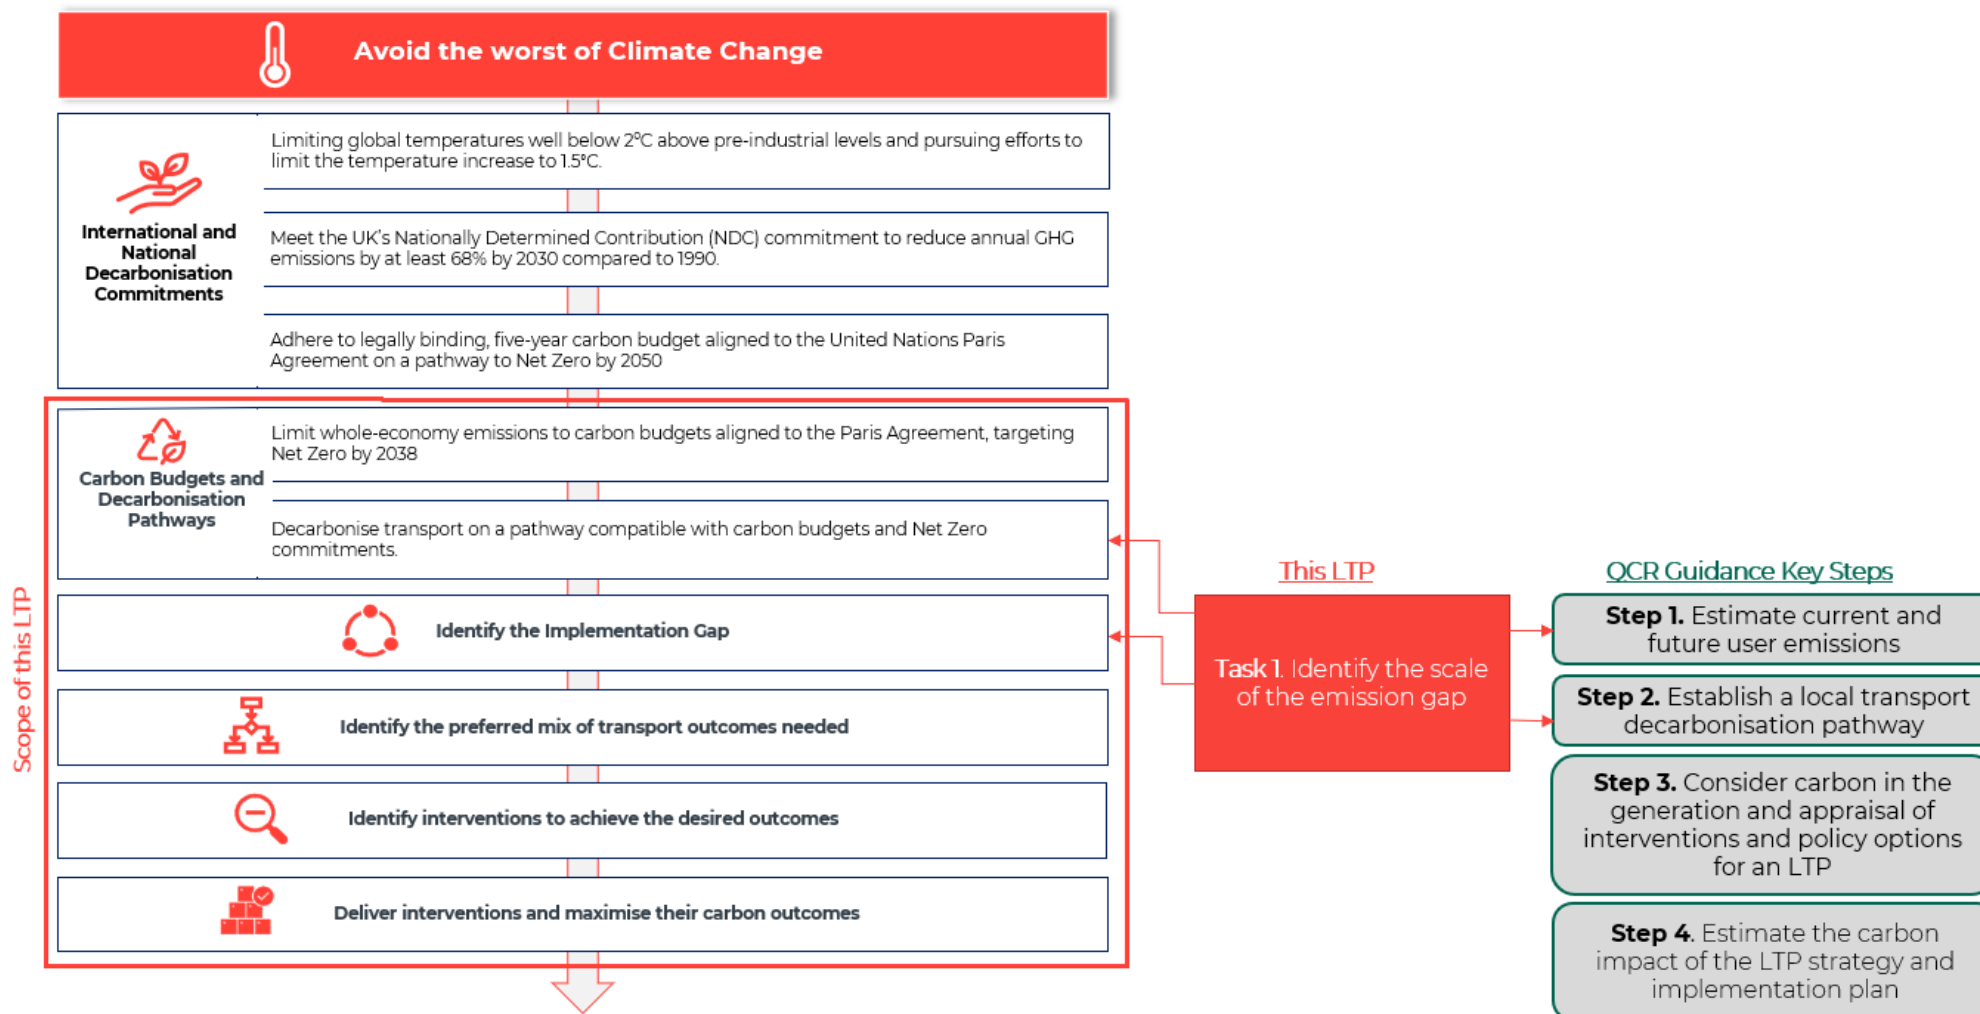 Avoid the worst of Climate Change
International and
National
Decarbonisation
Commitments
Limiting global temperatures well below 2°C above pre-industrial levels and pursuing efforts to
limit the temperature increase to 1.5°C.
Meet the UK's Nationally Determined Contribution (NDC) commitment to reduce annual GHG
emissions by at least 68% by 2030 compared to 1990.
Adhere to legally binding, five-year carbon budget aligned to the United Nations Paris
Agreement on a pathway to Net Zero by 2050
Scope of this LTP
Carbon Budgets and
Decarbonisation
Pathways
Limit whole-economy emissions to carbon budgets aligned to the Paris Agreement, targeting
Net Zero by 2038
Decarbonise transport on a pathway compatible with carbon budgets and Net Zero
commitments.
Identify the Implementation Gap
Identify the preferred mix of transport outcomes needed
Identify interventions to achieve the desired outcomes
Deliver interventions and maximise their carbon outcomes
This LTP
Task 1. Identify the scale
of the emission gap
QCR Guidance Key Steps
Step 1. Estimate current and
future user emissions
Step 2. Establish a local transport
decarbonisation pathway
Step 3. Consider carbon in the
generation and appraisal of
interventions and policy options
for an LTP
Step 4. Estimate the carbon
impact of the LTP strategy and
implementation plan